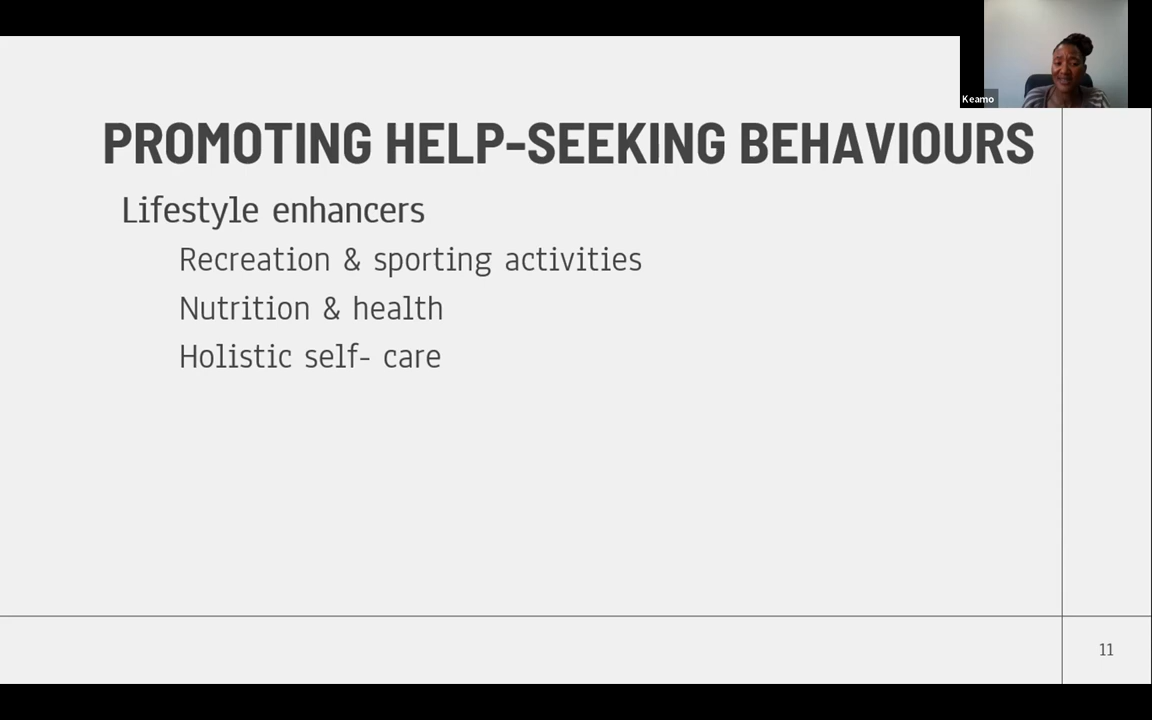 Keamo
PROMOTING HELP-SEEKING BEHAVIOURS
Lifestyle enhancers
Recreation & sporting activities
Nutrition & health
Holistic self- care
11